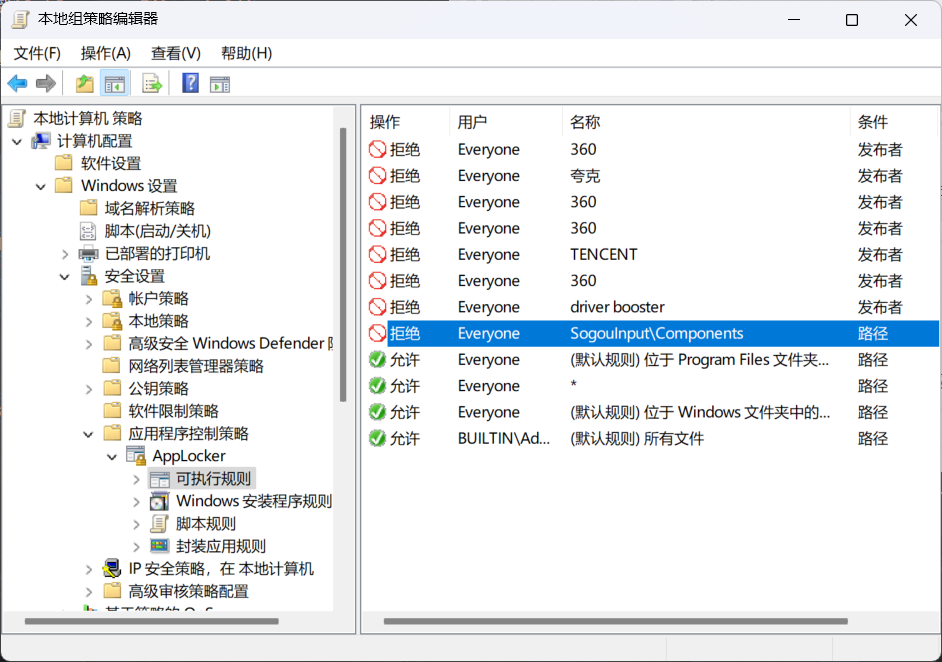 本地组策略编辑器
文件(F) 操作(A) 查看(V) 帮助(H)
本地计算机 策略
计算机配置
软件设置
Windows 设置
域名解析策略
脚本(启动/关机)
已部署的打印机
安全设置
帐户策略
本地策略
高级安全 Windows Defender
网络列表管理器策略
公钥策略
软件限制策略
应用程序控制策略
AppLocker
可执行规则
Windows 安装程序规则
脚本规则
封装应用规则
IP 安全策略，在 本地计算机
高级审核策略配置
基于策略的 QoS
操作 用户 名称 条件
拒绝 Everyone 360 发布者
拒绝 Everyone 夸克 发布者
拒绝 Everyone 360 发布者
拒绝 Everyone 360 发布者
拒绝 Everyone TENCENT 发布者
拒绝 Everyone 360 发布者
拒绝 Everyone driver booster 发布者
拒绝 Everyone SogouInput\Components 路径
允许 Everyone (默认规则) 位于 Program Files 文件夹... 路径
允许 Everyone * 路径
允许 Everyone (默认规则) 位于 Windows 文件夹中的... 路径
允许 BUILTIN\Ad... (默认规则) 所有文件 路径